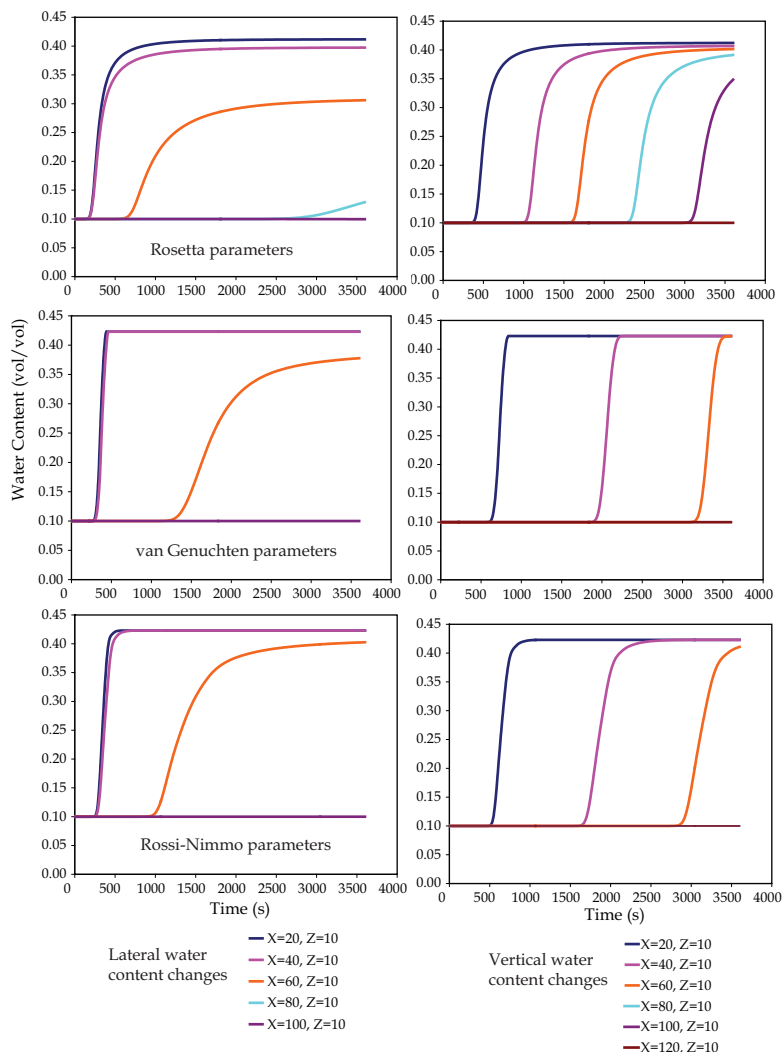 0.45
0.40
0.35
0.30
0.25
0.20
0.15
0.10
0.05
0.00
0 500 1000 1500 2000 2500 3000 3500 4000
Rosetta parameters
0.45
0.40
0.35
0.30
0.25
0.20
0.15
0.10
0.05
0.00
0 500 1000 1500 2000 2500 3000 3500 4000
Water Content (vol/vol)
0.45
0.40
0.35
0.30
0.25
0.20
0.15
0.10
0.05
0.00
0 500 1000 1500 2000 2500 3000 3500 4000
van Genuchten parameters
0.45
0.40
0.35
0.30
0.25
0.20
0.15
0.10
0.05
0.00
0 500 1000 1500 2000 2500 3000 3500 4000
0.45
0.40
0.35
0.30
0.25
0.20
0.15
0.10
0.05
0.00
0 500 1000 1500 2000 2500 3000 3500 4000
Rossi-Nimmo parameters
Time (s)
0.45
0.40
0.35
0.30
0.25
0.20
0.15
0.10
0.05
0.00
0 500 1000 1500 2000 2500 3000 3500 4000
Time (s)
Lateral water
content changes
X=20, Z=10
X=40, Z=10
X=60, Z=10
X=80, Z=10
X=100, Z=10
Vertical water
content changes
X=20, Z=10
X=40, Z=10
X=60, Z=10
X=80, Z=10
X=100, Z=10
X=120, Z=10